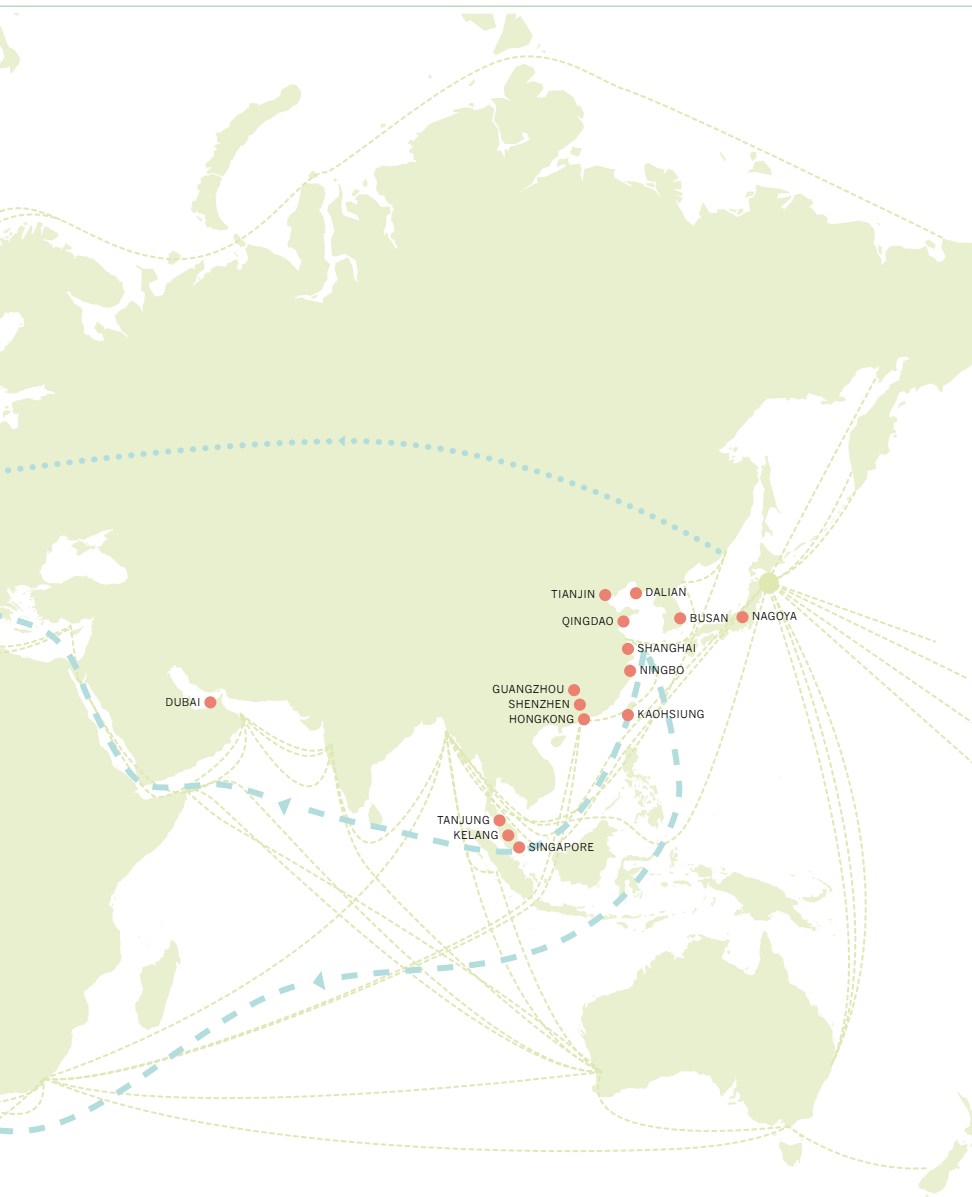 TIANJIN
DALIAN
QINGDAO
BUSAN
NAGOYA
SHANGHAI
NINGBO
GUANGZHOU
DUBAI
SHENZHEN
HONGKONG
KAOHSIUNG
TANJUNG
KELANG
SINGAPORE